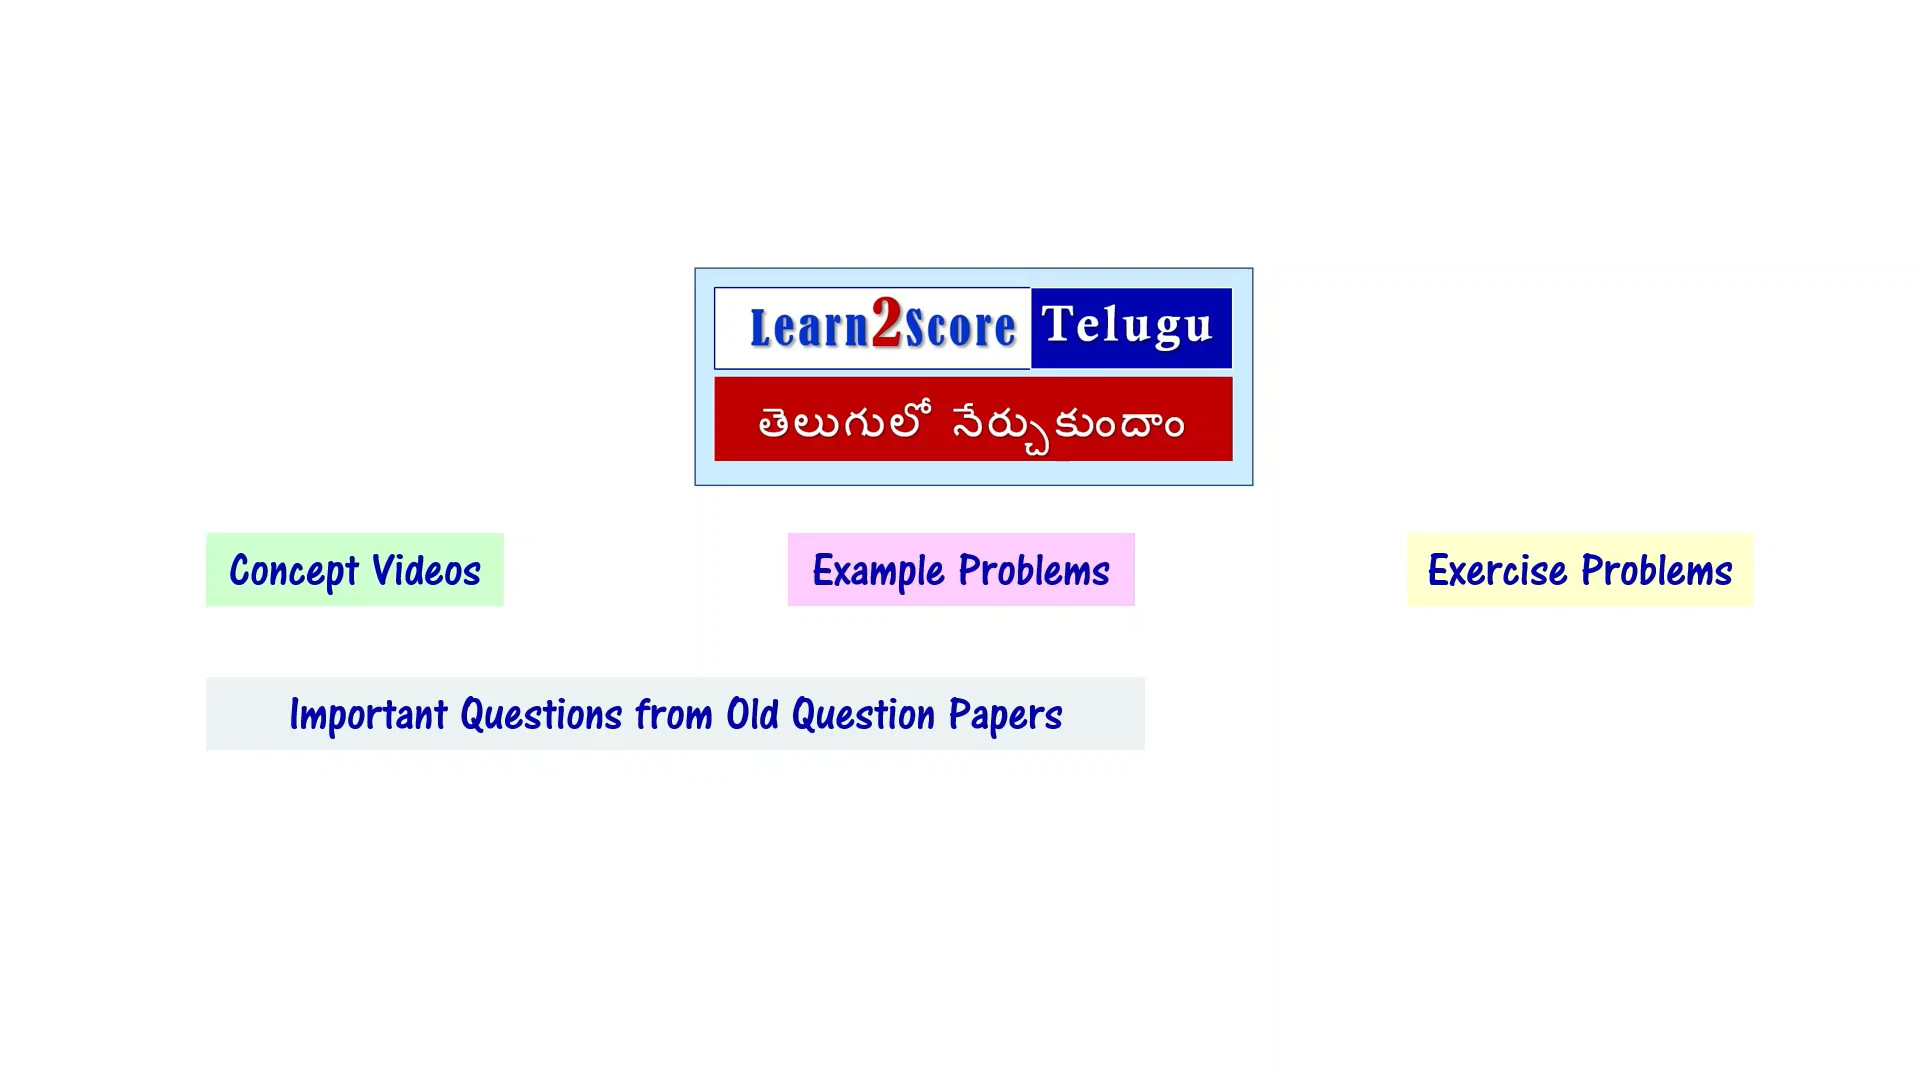 Learn2Score Telugu
తెలుగులో నేర్చుకుందాం
Concept Videos
Example Problems
Exercise Problems
Important Questions from Old Question Papers